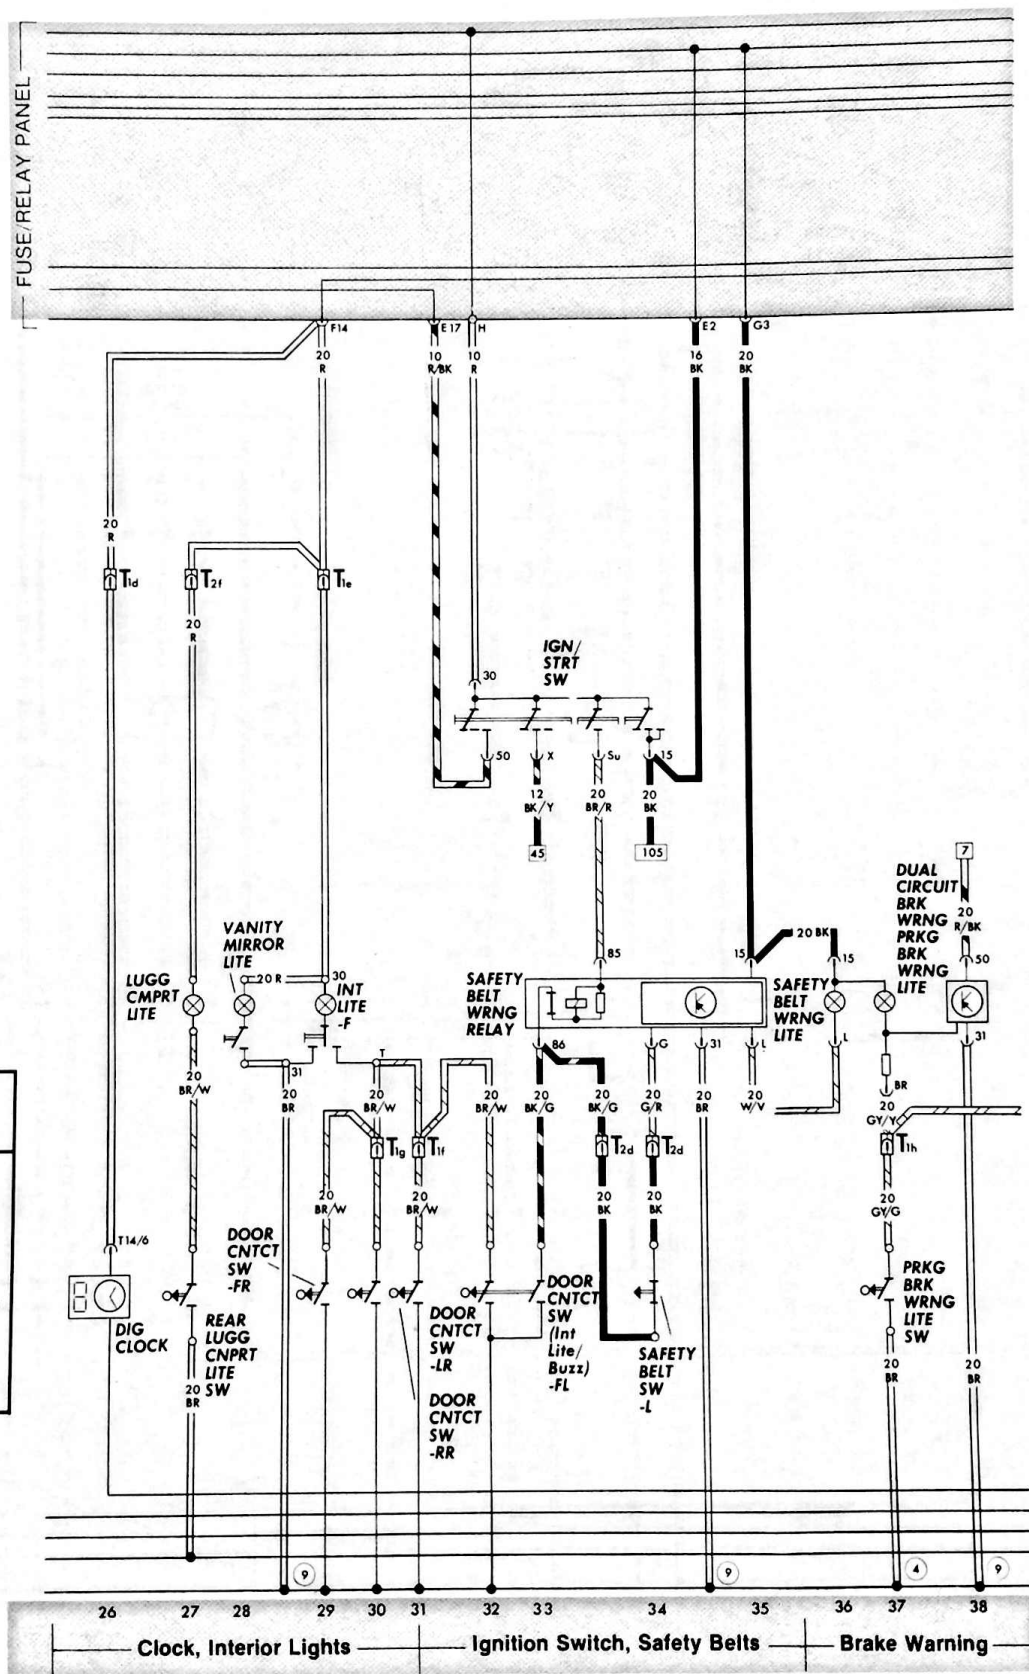 FUSE/RELAY PANEL
F14
E17
H
E2
G3
20
R
10
R/BK
10
R
16
BK
20
BK
20
R
T1d
T2f
T1e
20
R
IGN/
STRT
SW
30
50
X
Su
15
12
BK/Y
20
BR/R
20
BK
45
105
7
DUAL
CIRCUIT
BRK
WRNG
PRKG
BRK
WRNG
LITE
20
R/BK
50
VANITY
MIRROR
LITE
20 R
30
LUGG
CMPRT
LITE
INT
LITE
-F
85
15
20 BK
15
SAFETY
BELT
WRNG
RELAY
SAFETY
BELT
WRNG
LITE
86
G
31
L
L
31
31
T
20
BR/W
20
BR
20
BR/W
20
BR/W
20
BK/G
20
BK/G
20
G/R
20
BR
20
W/V
BR
20
GY/Y
T1g
T1f
T2d
T2d
T1h
20
BR/W
20
BR/W
20
BK
20
BK
20
GY/G
T14/6
DIG
CLOCK
DOOR
CNTCT
SW
-FR
REAR
LUGG
CNPRT
LITE
SW
20
BR
DOOR
CNTCT
SW
-LR
DOOR
CNTCT
SW
-RR
DOOR
CNTCT
SW
(Int
Lite/
Buzz)
-FL
SAFETY
BELT
SW
-L
PRKG
BRK
WRNG
LITE
SW
20
BR
20
BR
9
9
4
9
26 27 28 29 30 31 32 33 34 35 36 37 38
Clock, Interior Lights
Ignition Switch, Safety Belts
Brake Warning